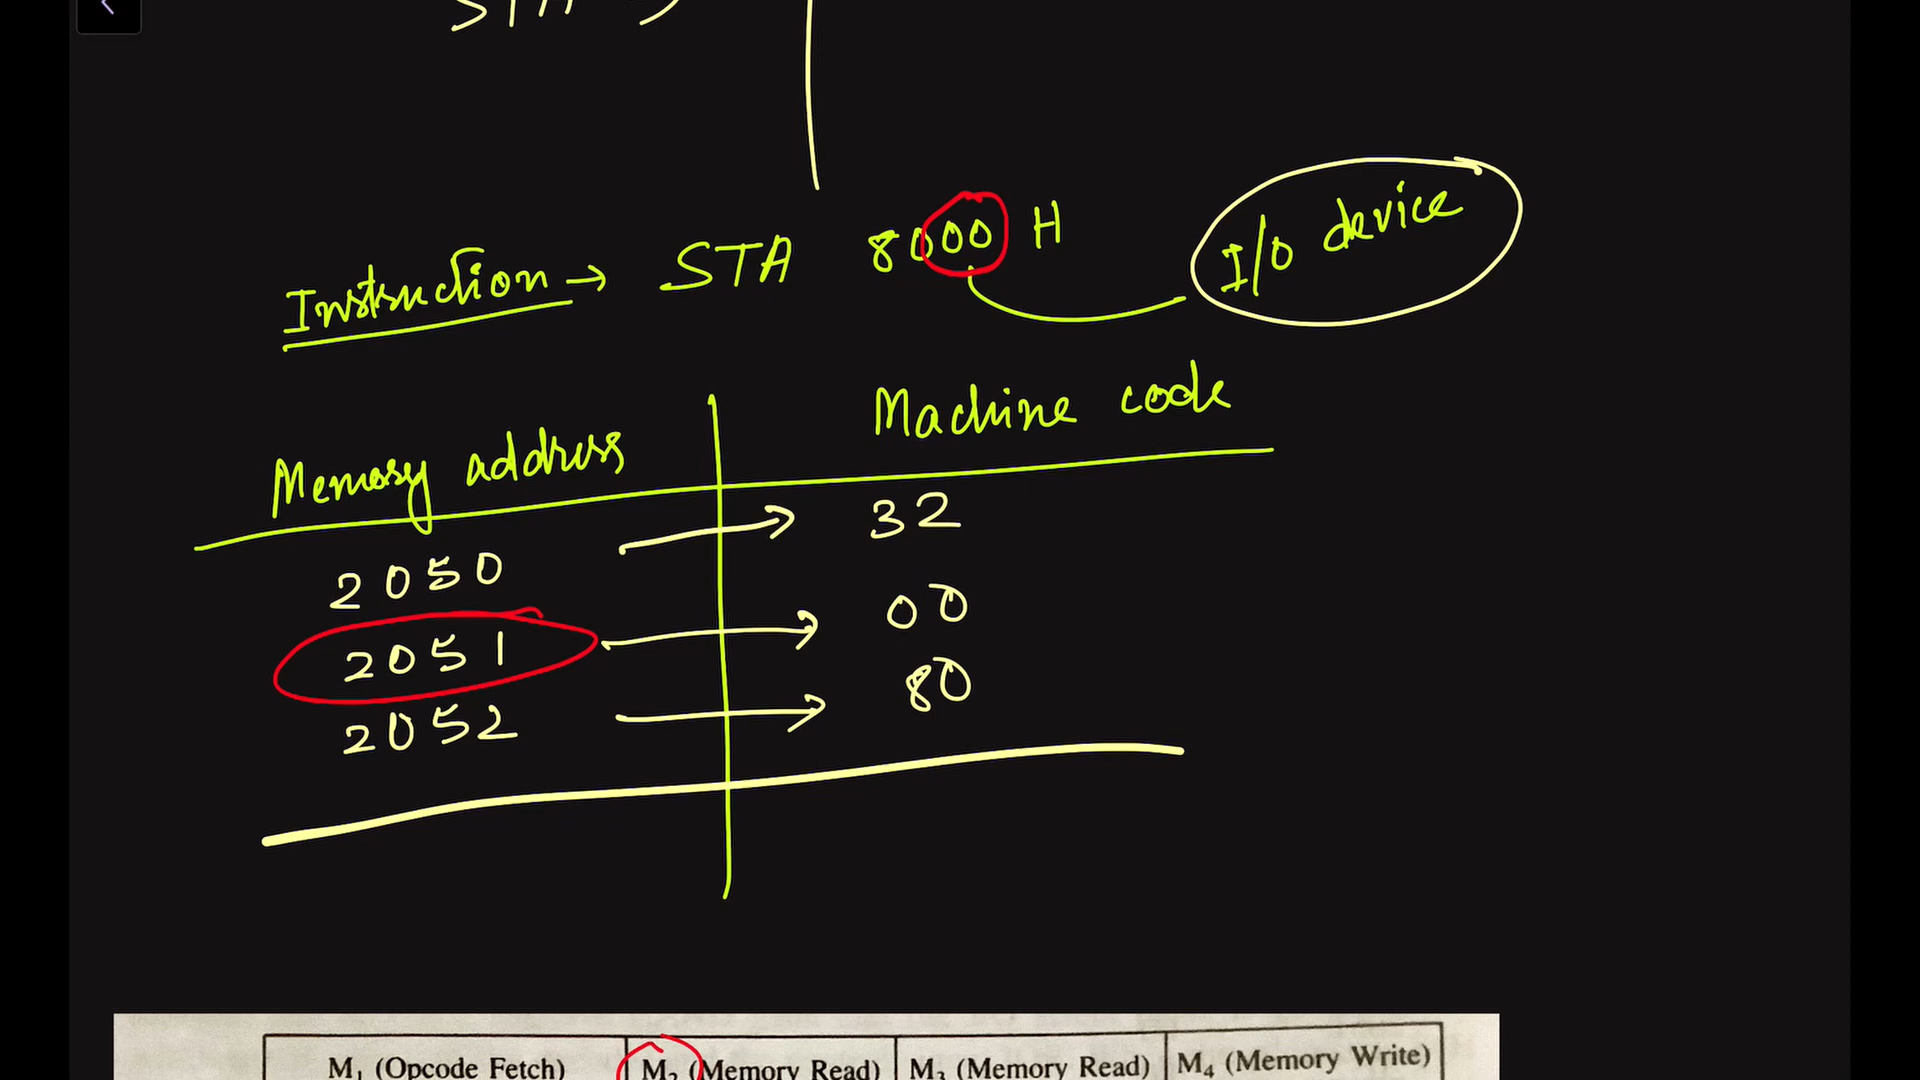 STA
Instruction → STA 8000 H
I/O device
Memory address Machine code
2050 → 32
2051 → 00
2052 → 80
M1 (Opcode Fetch) M2 (Memory Read) M3 (Memory Read) M4 (Memory Write)